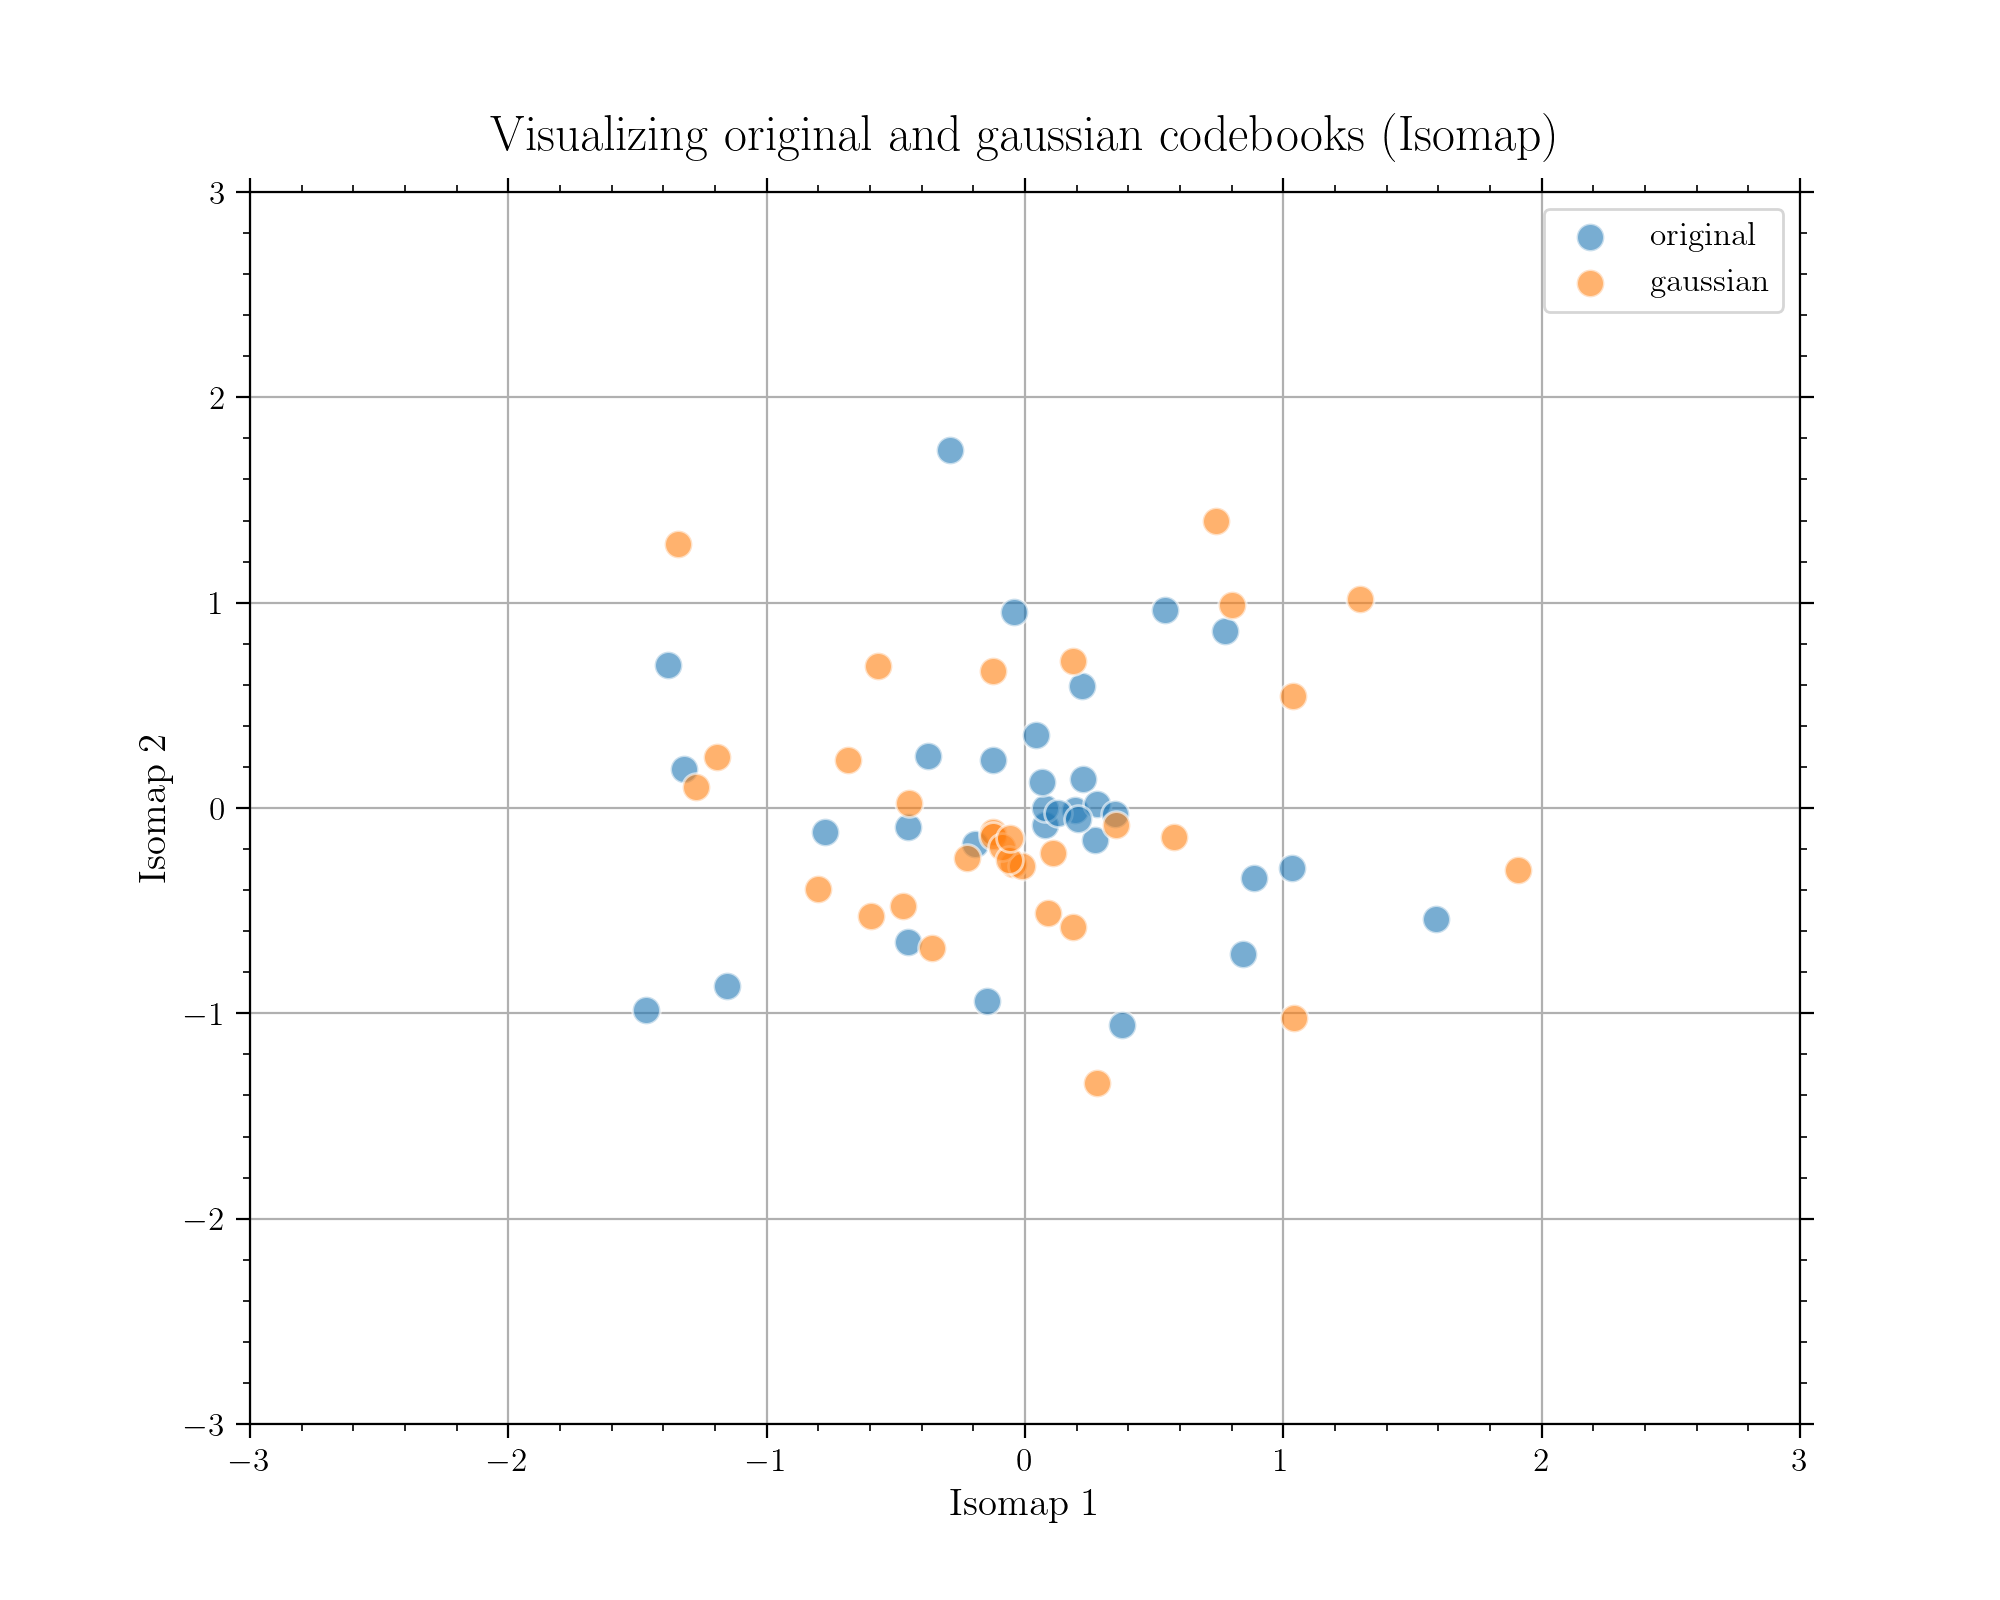 Visualizing original and gaussian codebooks (Isomap)
original
gaussian
3
2
1
0
−1
−2
−3
Isomap 2
−3
−2
−1
0
1
2
3
Isomap 1